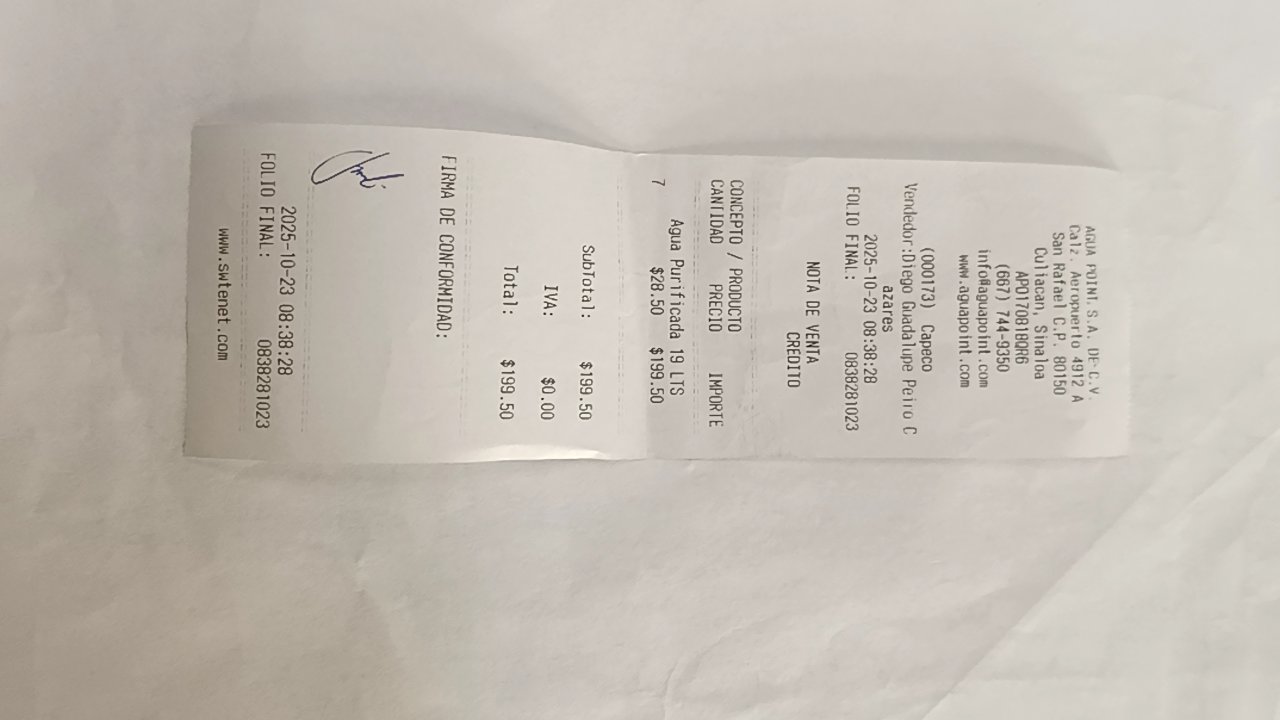 AGUA POINT.S.A. DE C.V.
Calz. Aeropuerto 4912 A
San Rafael C.P. 80150
Culiacan, Sinaloa
APO170818QR6
(667) 744-9350
info@aguapoint.com
www.aguapoint.com
(000173) Capeco
Vendedor:Diego Guadalupe Peiro C
azares
2025-10-23 08:38:28
FOLIO FINAL: 0838281023
NOTA DE VENTA
CREDITO
CONCEPTO / PRODUCTO
CANTIDAD PRECIO IMPORTE
Agua Purificada 19 LTS
7 $28.50 $199.50
SubTotal: $199.50
IVA: $0.00
Total: $199.50
FIRMA DE CONFORMIDAD:
2025-10-23 08:38:28
FOLIO FINAL: 0838281023
www.swtenet.com